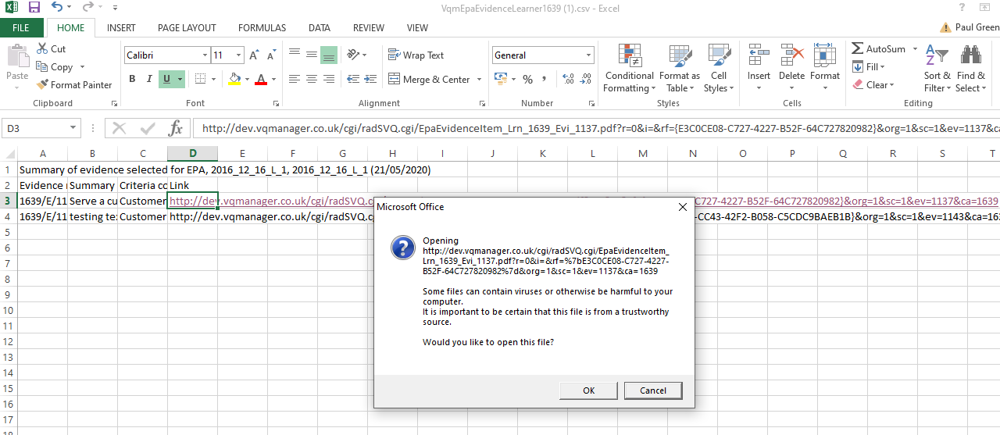 VqmEpaEvidenceLearner1639 (1).csv - Excel
?
FILE HOME INSERT PAGE LAYOUT FORMULAS DATA REVIEW VIEW Paul Green
Cut
Copy
Format Painter
Paste
Calibri 11
B I U
Wrap Text
Merge & Center
General
Conditional Formatting
Format as Table
Cell Styles
Insert Delete Format
AutoSum
Fill
Clear
Sort & Filter
Find & Select
Clipboard Font Alignment Number Styles Cells Editing
D3 fx http://dev.vqmanager.co.uk/cgi/radSVQ.cgi/EpaEvidenceItem_Lrn_1639_Evi_1137.pdf?r=0&i=&rf={E3C0CE08-C727-4227-B52F-64C727820982}&org=1&sc=1&ev=1137&ca
A B C D E F G H I J K L M N O P Q R S T
1 Summary of evidence selected for EPA, 2016_12_16_L_1, 2016_12_16_L_1 (21/05/2020)
2 Evidence Summary Criteria co Link
3 1639/E/11 Serve a cu Customer http://dev.vqmanager.co.uk/cgi/radSVQ.c C727-4227-B52F-64C727820982}&org=1&sc=1&ev=1137&ca=1639
4 1639/E/11 testing te Customer http://dev.vqmanager.co.uk/cgi/radSVQ.c -CC43-42F2-B058-C5CDC9BAEB1B}&org=1&sc=1&ev=1143&ca=163
5
6
7
8
9
10
11
12
13
14
15
16
17
18
Microsoft Office
Opening
http://dev.vqmanager.co.uk/cgi/radSVQ.cgi/EpaEvidenceItem_
Lrn_1639_Evi_1137.pdf?r=0&i=&rf=%7bE3C0CE08-C727-4227-
B52F-64C727820982%7d&org=1&sc=1&ev=1137&ca=1639
Some files can contain viruses or otherwise be harmful to your
computer.
It is important to be certain that this file is from a trustworthy
source.
Would you like to open this file?
OK Cancel